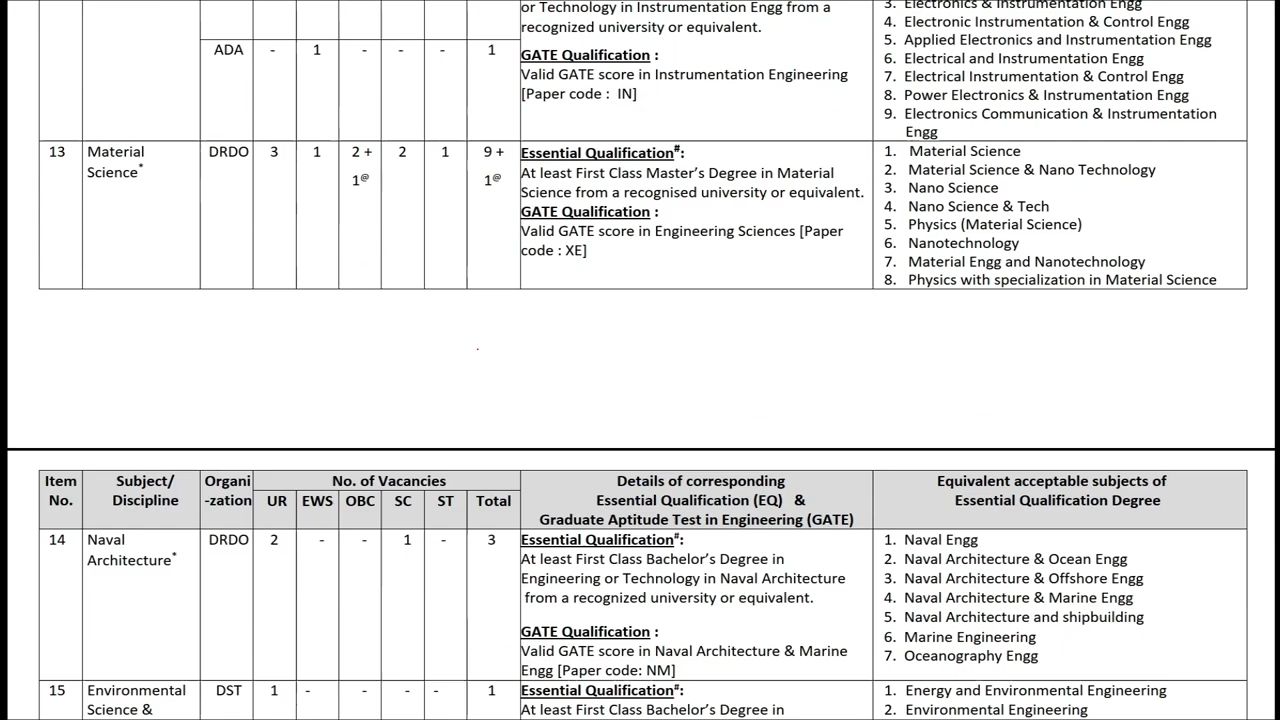 or Technology in Instrumentation Engg from a
recognized university or equivalent.
3. Electronics & Instrumentation Engg
4. Electronic Instrumentation & Control Engg
5. Applied Electronics and Instrumentation Engg
6. Electrical and Instrumentation Engg
7. Electrical Instrumentation & Control Engg
8. Power Electronics & Instrumentation Engg
9. Electronics Communication & Instrumentation
Engg
ADA - 1 - - - 1
GATE Qualification :
Valid GATE score in Instrumentation Engineering
[Paper code : IN]
13 Material DRDO 3 1 2 + 2 1 9 +
Science* 1@ 1@
Essential Qualification#:
At least First Class Master's Degree in Material
Science from a recognised university or equivalent.
GATE Qualification :
Valid GATE score in Engineering Sciences [Paper
code : XE]
1. Material Science
2. Material Science & Nano Technology
3. Nano Science
4. Nano Science & Tech
5. Physics (Material Science)
6. Nanotechnology
7. Material Engg and Nanotechnology
8. Physics with specialization in Material Science
Item
No.
Subject/
Discipline
Organi
-zation
No. of Vacancies
UR EWS OBC SC ST Total
Details of corresponding
Essential Qualification (EQ) &
Graduate Aptitude Test in Engineering (GATE)
Equivalent acceptable subjects of
Essential Qualification Degree
14 Naval DRDO 2 - - 1 - 3
Architecture*
Essential Qualification#:
At least First Class Bachelor's Degree in
Engineering or Technology in Naval Architecture
from a recognized university or equivalent.
GATE Qualification :
Valid GATE score in Naval Architecture & Marine
Engg [Paper code: NM]
1. Naval Engg
2. Naval Architecture & Ocean Engg
3. Naval Architecture & Offshore Engg
4. Naval Architecture & Marine Engg
5. Naval Architecture and shipbuilding
6. Marine Engineering
7. Oceanography Engg
15 Environmental DST 1 - - - - 1
Science &
Essential Qualification#:
At least First Class Bachelor's Degree in
1. Energy and Environmental Engineering
2. Environmental Engineering